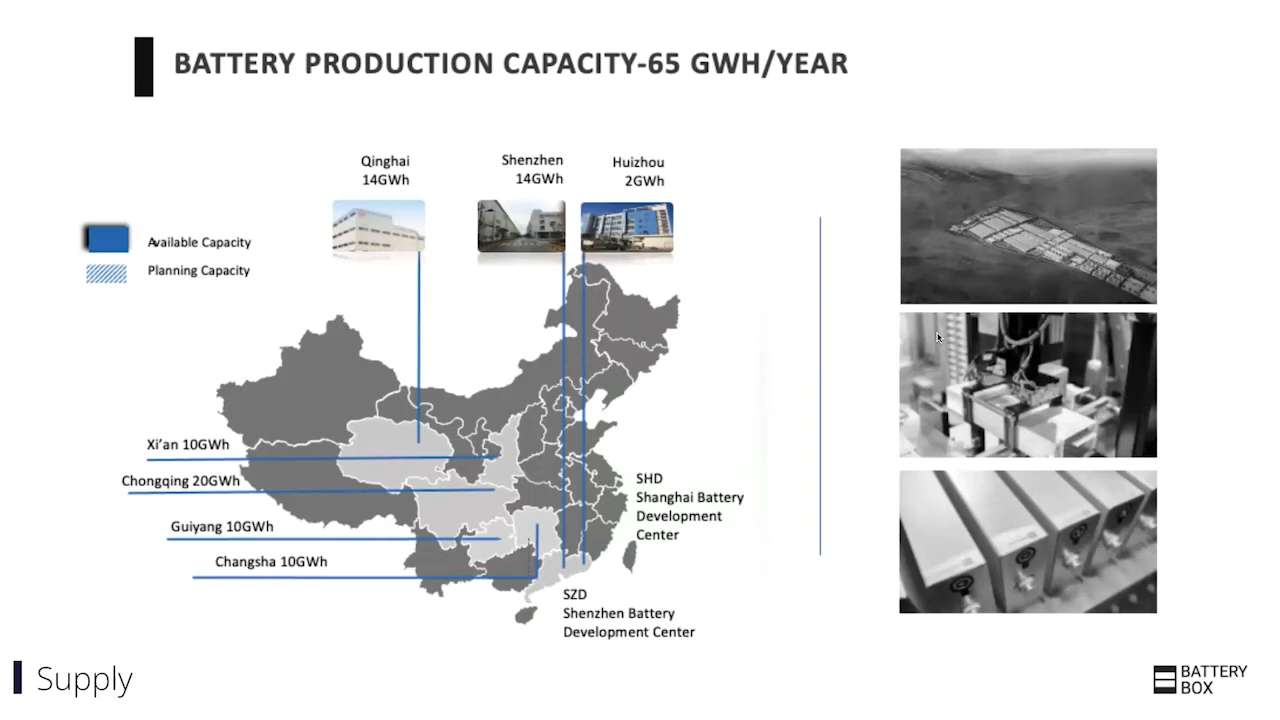 BATTERY PRODUCTION CAPACITY-65 GWH/YEAR
Qinghai
14GWh
Shenzhen
14GWh
Huizhou
2GWh
Available Capacity
Planning Capacity
Xi'an 10GWh
Chongqing 20GWh
Guiyang 10GWh
Changsha 10GWh
SHD
Shanghai Battery
Development
Center
SZD
Shenzhen Battery
Development Center
Supply
BATTERY
BOX